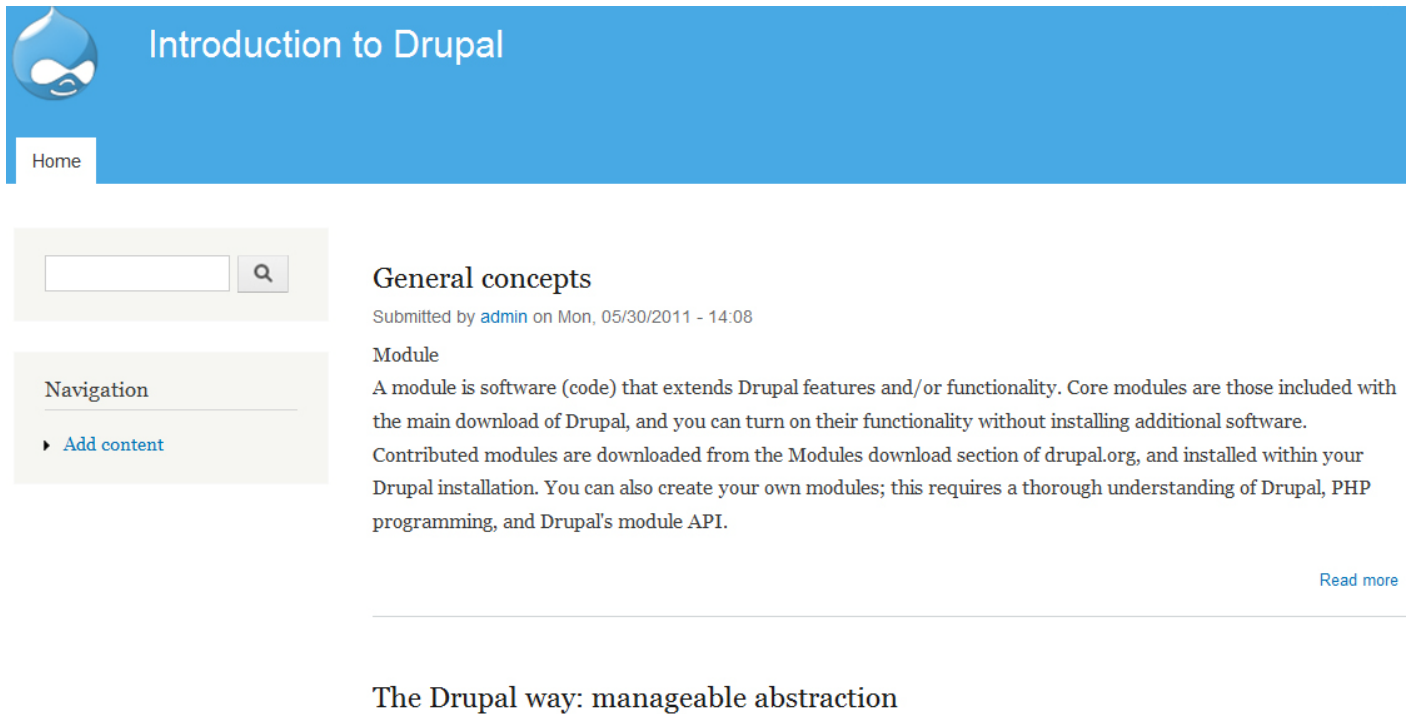 Introduction to Drupal
Home
General concepts
Submitted by admin on Mon, 05/30/2011 - 14:08
Module
A module is software (code) that extends Drupal features and/or functionality. Core modules are those included with
the main download of Drupal, and you can turn on their functionality without installing additional software.
Contributed modules are downloaded from the Modules download section of drupal.org, and installed within your
Drupal installation. You can also create your own modules; this requires a thorough understanding of Drupal, PHP
programming, and Drupal's module API.
Read more
Navigation
Add content
The Drupal way: manageable abstraction